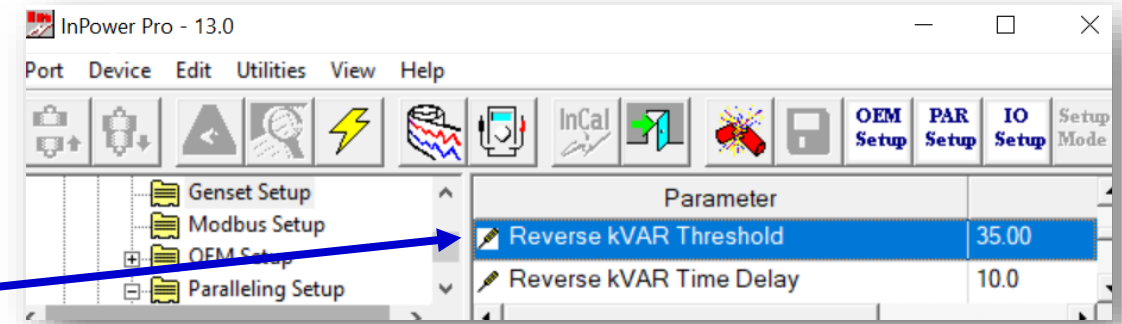 InPower Pro - 13.0
Port Device Edit Utilities View Help
InCal
OEM Setup
PAR Setup
IO Setup
Setup Mode
Genset Setup
Modbus Setup
OEM Setup
Paralleling Setup
Parameter
Reverse kVAR Threshold 35.00
Reverse kVAR Time Delay 10.0